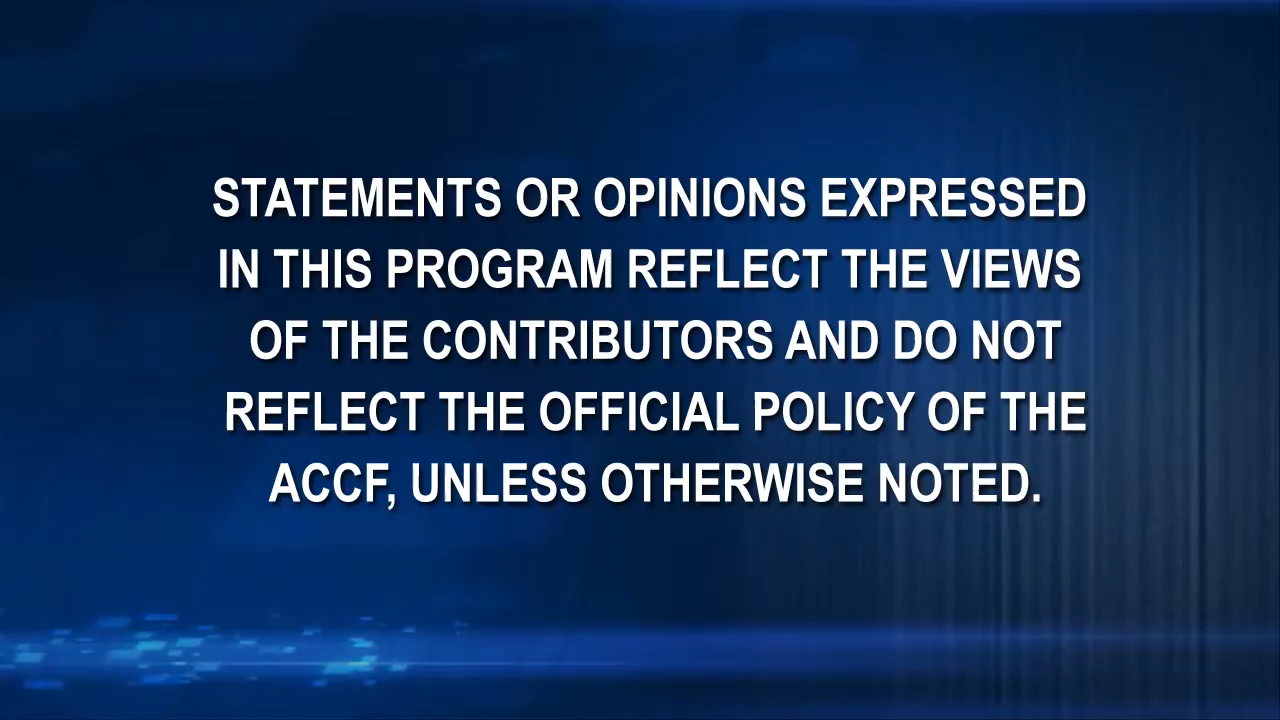 STATEMENTS OR OPINIONS EXPRESSED
IN THIS PROGRAM REFLECT THE VIEWS
OF THE CONTRIBUTORS AND DO NOT
REFLECT THE OFFICIAL POLICY OF THE
ACCF, UNLESS OTHERWISE NOTED.